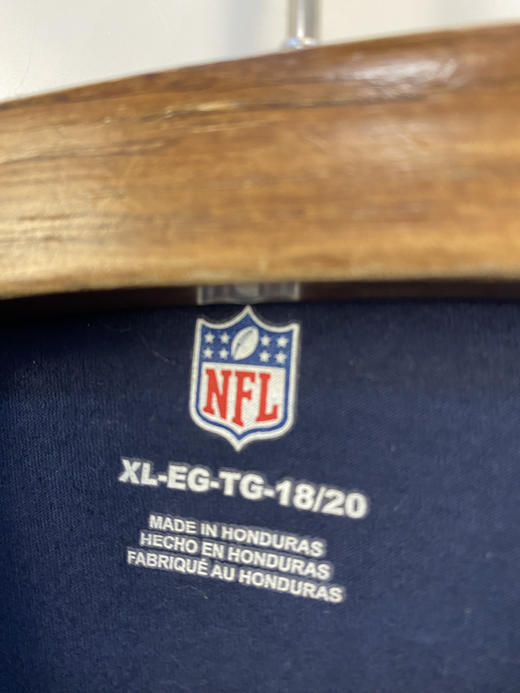 NFL
XL-EG-TG-18/20
MADE IN HONDURAS
HECHO EN HONDURAS
FABRIQUÉ AU HONDURAS